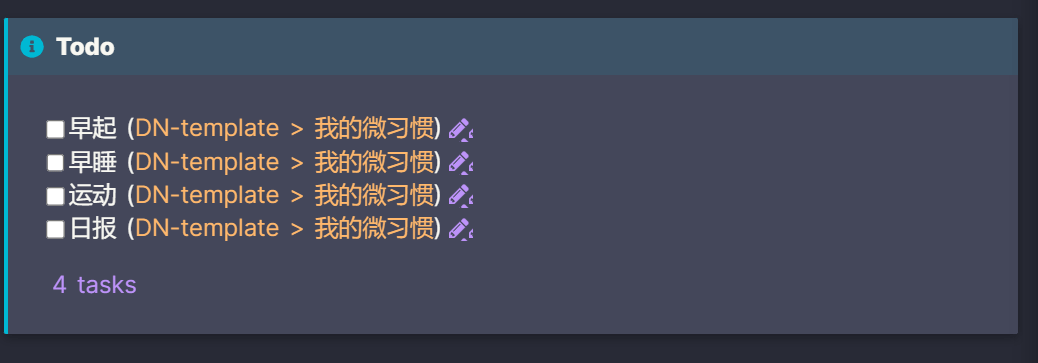 Todo
早起 (DN-template > 我的微习惯)
早睡 (DN-template > 我的微习惯)
运动 (DN-template > 我的微习惯)
日报 (DN-template > 我的微习惯)
4 tasks